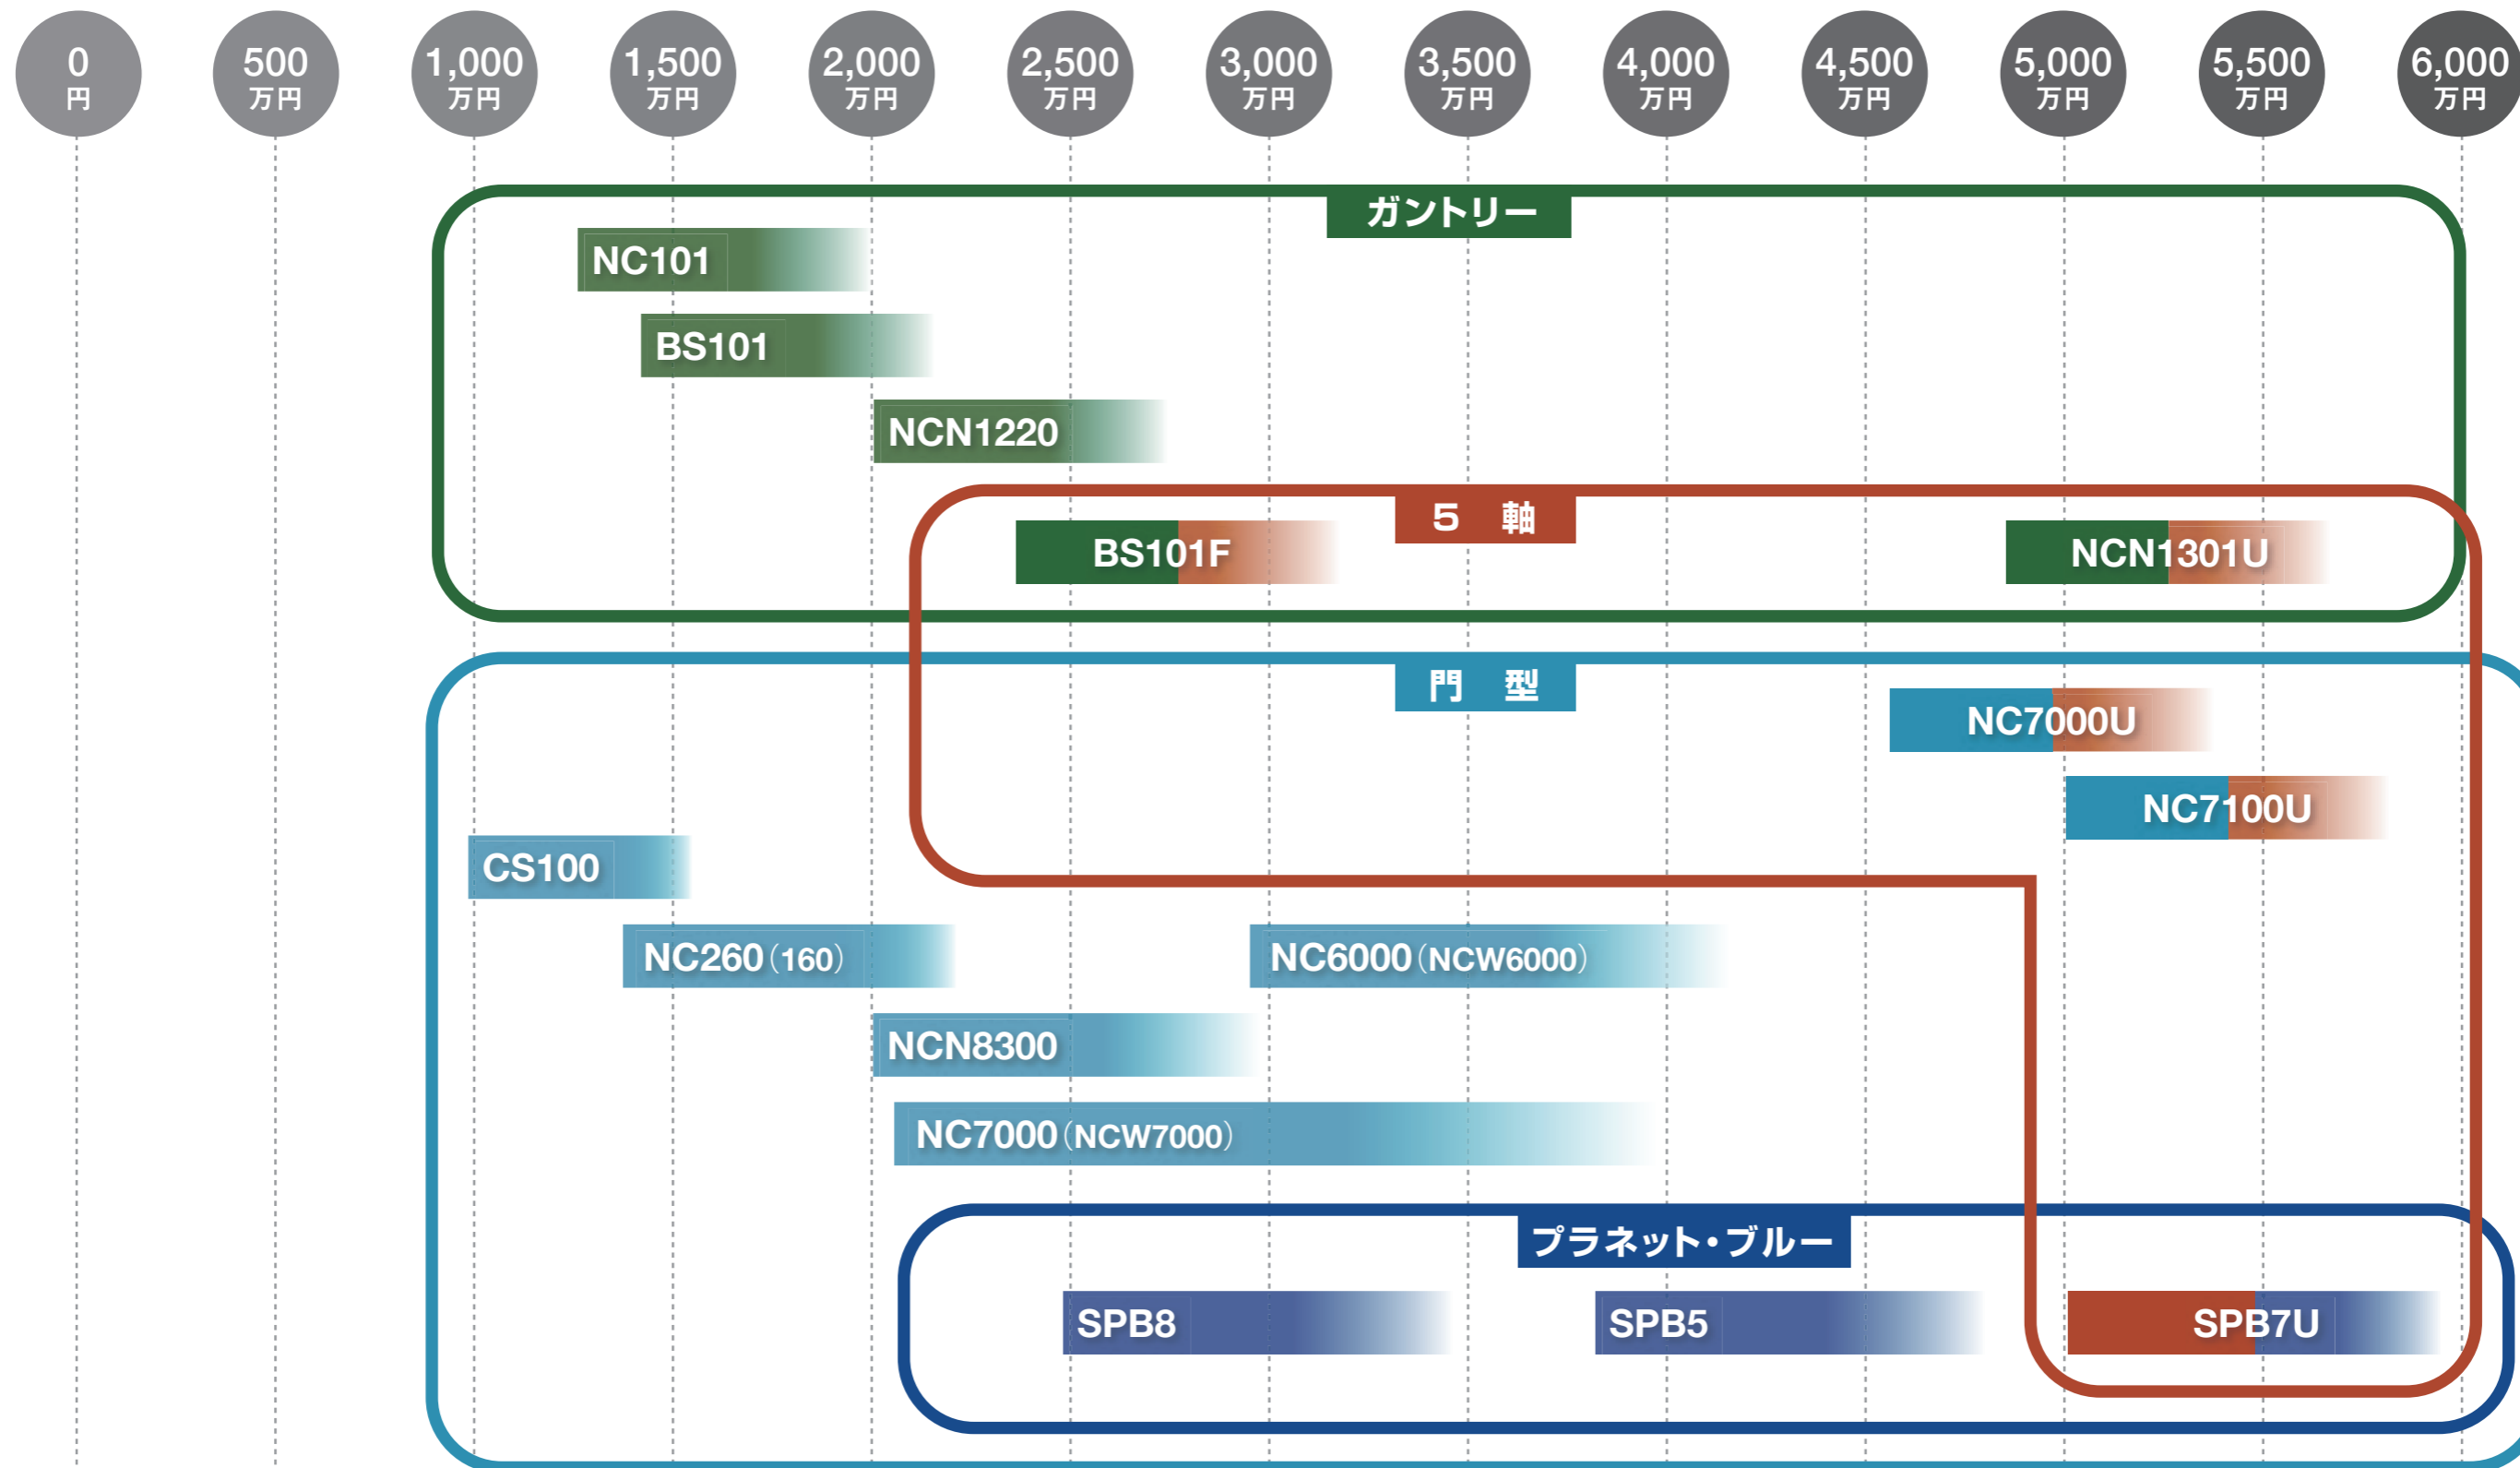 0
円
500
万円
1,000
万円
1,500
万円
2,000
万円
2,500
万円
3,000
万円
3,500
万円
4,000
万円
4,500
万円
5,000
万円
5,500
万円
6,000
万円
ガントリー
NC101
BS101
NCN1220
5 軸
BS101F
NCN1301U
門 型
NC7000U
NC7100U
CS100
NC260(160)
NC6000(NCW6000)
NCN8300
NC7000(NCW7000)
プラネット・ブルー
SPB8
SPB5
SPB7U